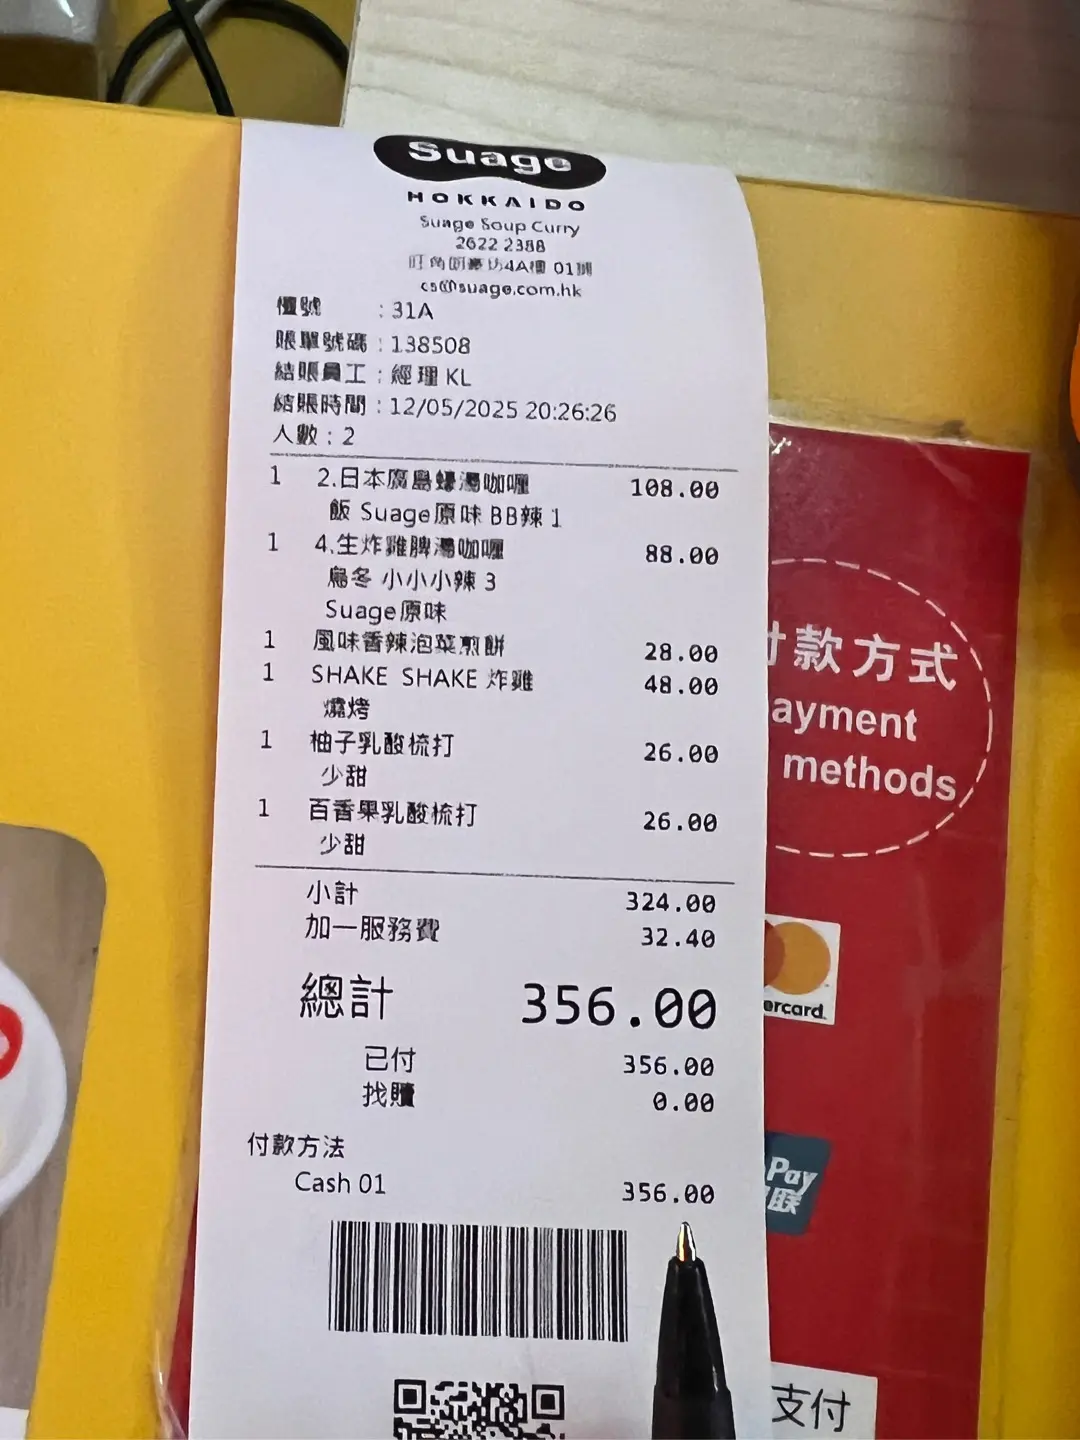 Suage
HOKKAIDO
Suage Soup Curry
2622 2388
旺角朗豪坊4A樓 01舖
cs@suage.com.hk
檯號 : 31A
賬單號碼 : 138508
結賬員工 : 經理 KL
結賬時間 : 12/05/2025 20:26:26
人數 : 2
1 2.日本廣島蠔湯咖喱 108.00
飯 Suage原味 BB辣 1
1 4.生炸雞脾湯咖喱 88.00
烏冬 小小小辣 3
Suage原味
1 風味香辣泡菜煎餅 28.00
1 SHAKE SHAKE 炸雞 48.00
燒烤
1 柚子乳酸梳打 26.00
少甜
1 百香果乳酸梳打 26.00
少甜
小計 324.00
加一服務費 32.40
總計 356.00
已付 356.00
找贖 0.00
付款方法
Cash 01 356.00
付款方式
ayment
methods
ercard.
Pay
联
支付